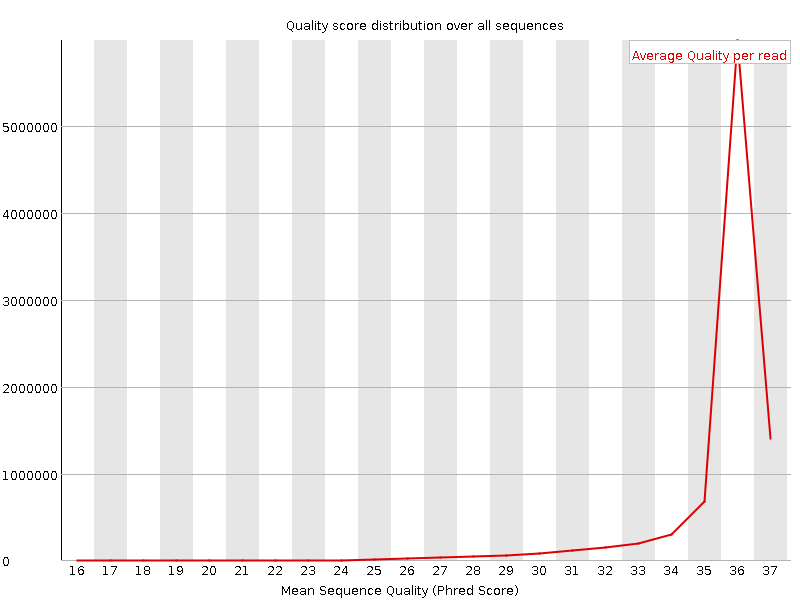 Quality score distribution over all sequences
Average Quality per read
5000000
4000000
3000000
2000000
1000000
0
16 17 18 19 20 21 22 23 24 25 26 27 28 29 30 31 32 33 34 35 36 37
Mean Sequence Quality (Phred Score)